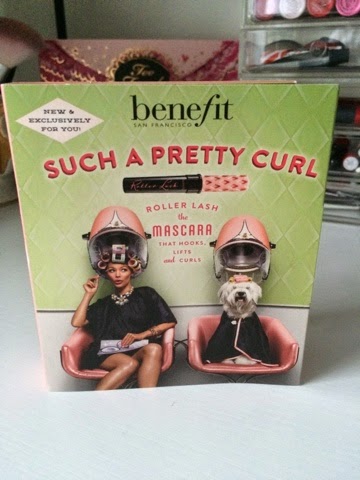 Too
NEW &
EXCLUSIVELY
FOR YOU!
benefit
SAN FRANCISCO
SUCH A PRETTY CURL
Roller Lash
ROLLER LASH
the
MASCARA
THAT HOOKS,
LIFTS
and CURLS